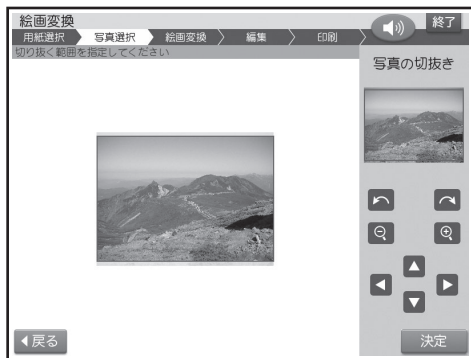 絵画変換
終了
用紙選択 写真選択 絵画変換 編集 印刷
切り抜く範囲を指定してください
写真の切抜き
戻る
決定